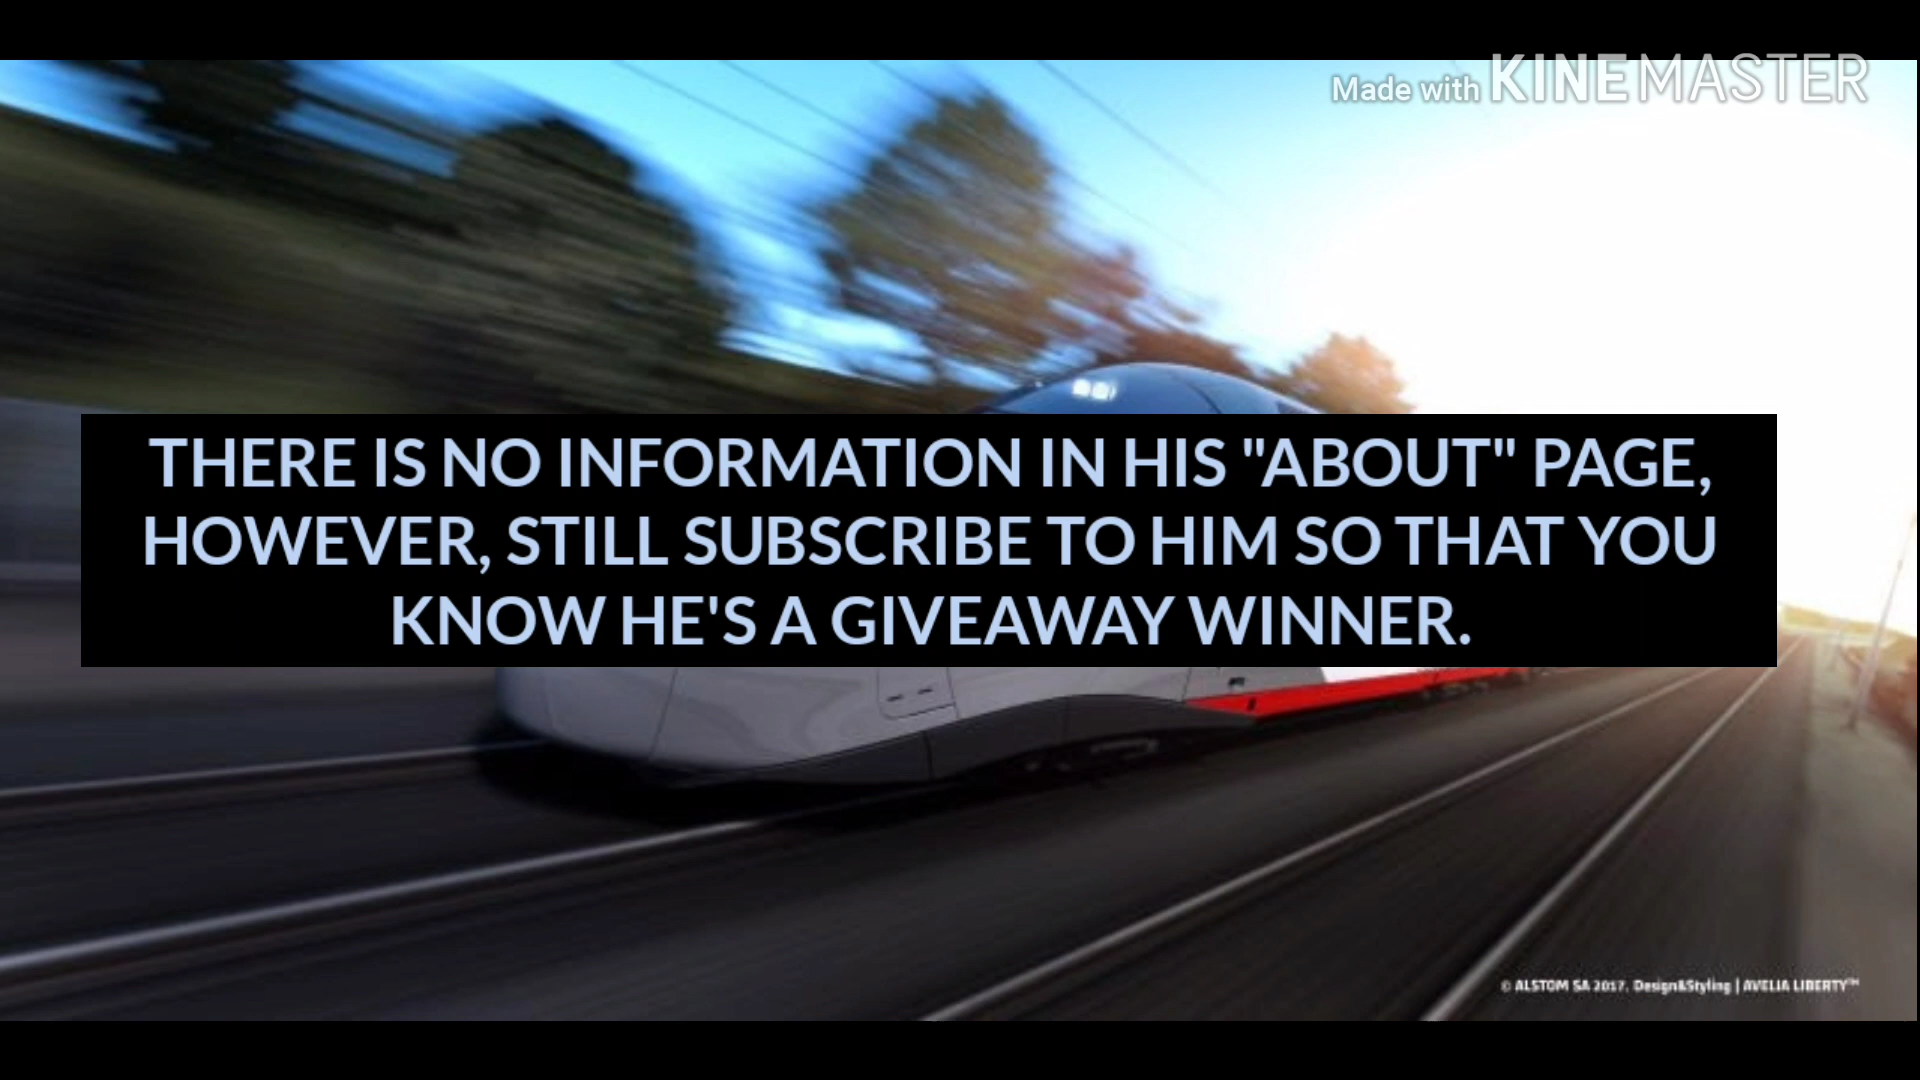 Made with KINEMASTER
THERE IS NO INFORMATION IN HIS "ABOUT" PAGE,
HOWEVER, STILL SUBSCRIBE TO HIM SO THAT YOU
KNOW HE'S A GIVEAWAY WINNER.
© ALSTOM SA 2017. Design&Styling | AVELIA LIBERTY™